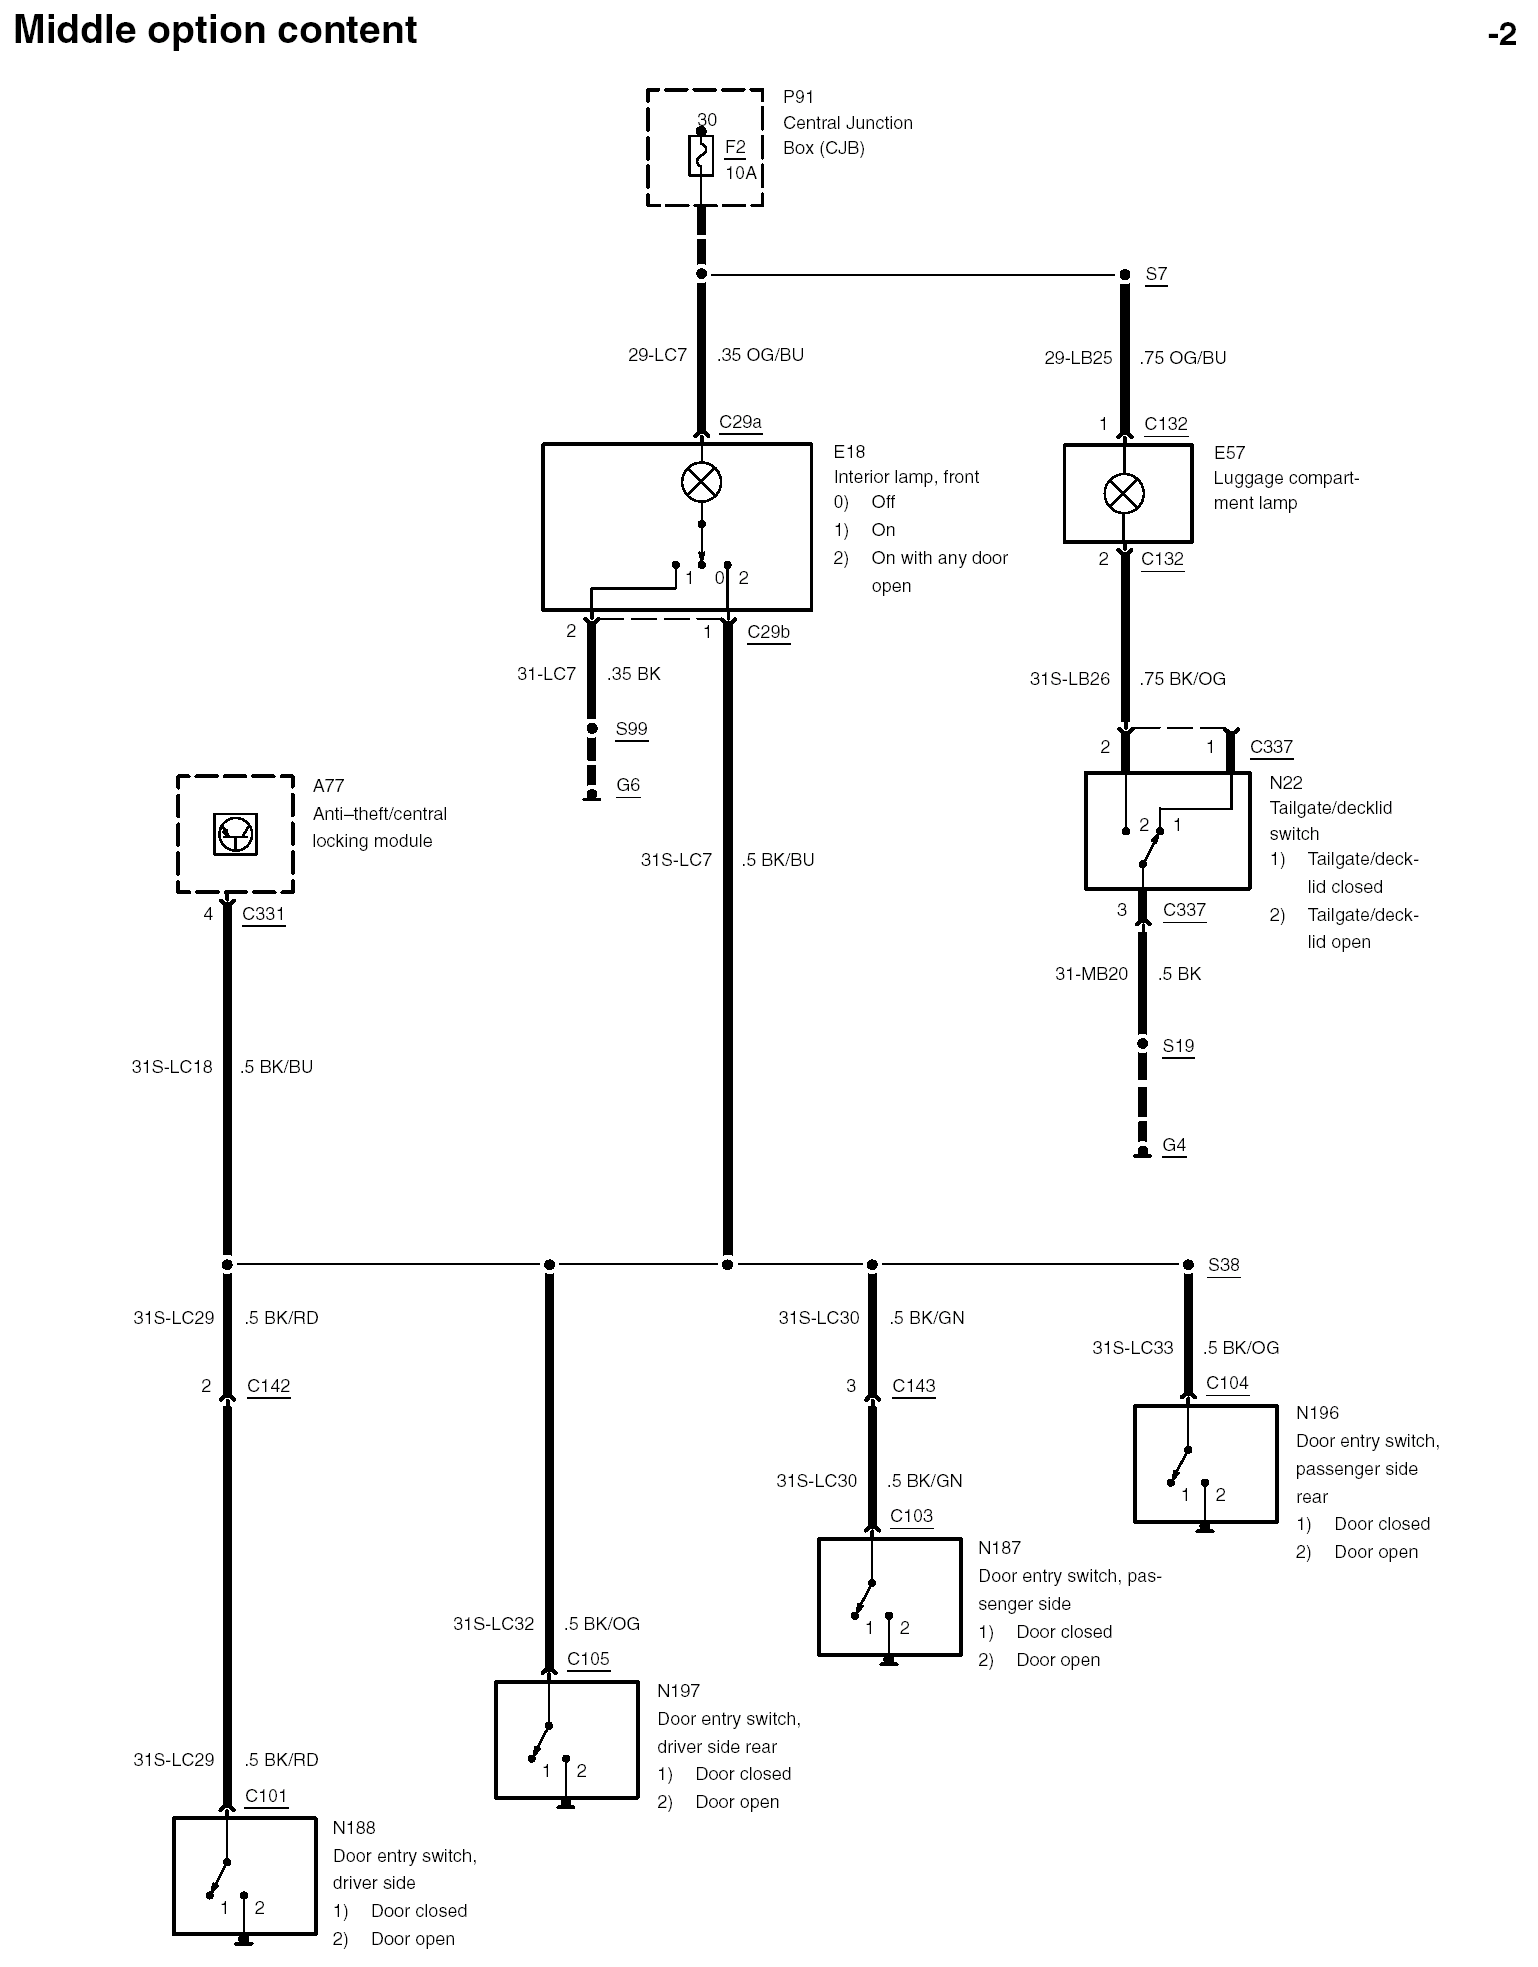 Middle option content
-2
P91
Central Junction
Box (CJB)
30
F2
10A
S7
29-LC7 .35 OG/BU
29-LB25 .75 OG/BU
C29a
1 C132
E18
Interior lamp, front
0) Off
1) On
2) On with any door
open
1 0 2
E57
Luggage compart-
ment lamp
2 C132
2 1 C29b
31-LC7 .35 BK
31S-LB26 .75 BK/OG
S99
G6
2 1 C337
N22
Tailgate/decklid
switch
1) Tailgate/deck-
lid closed
2) Tailgate/deck-
lid open
2 1
A77
Anti–theft/central
locking module
31S-LC7 .5 BK/BU
4 C331
3 C337
31-MB20 .5 BK
S19
31S-LC18 .5 BK/BU
G4
S38
31S-LC29 .5 BK/RD
31S-LC30 .5 BK/GN
31S-LC33 .5 BK/OG
2 C142
3 C143
C104
N196
Door entry switch,
passenger side
rear
1) Door closed
2) Door open
1 2
31S-LC30 .5 BK/GN
C103
N187
Door entry switch, pas-
senger side
1) Door closed
2) Door open
1 2
31S-LC32 .5 BK/OG
C105
N197
Door entry switch,
driver side rear
1) Door closed
2) Door open
1 2
31S-LC29 .5 BK/RD
C101
N188
Door entry switch,
driver side
1) Door closed
2) Door open
1 2